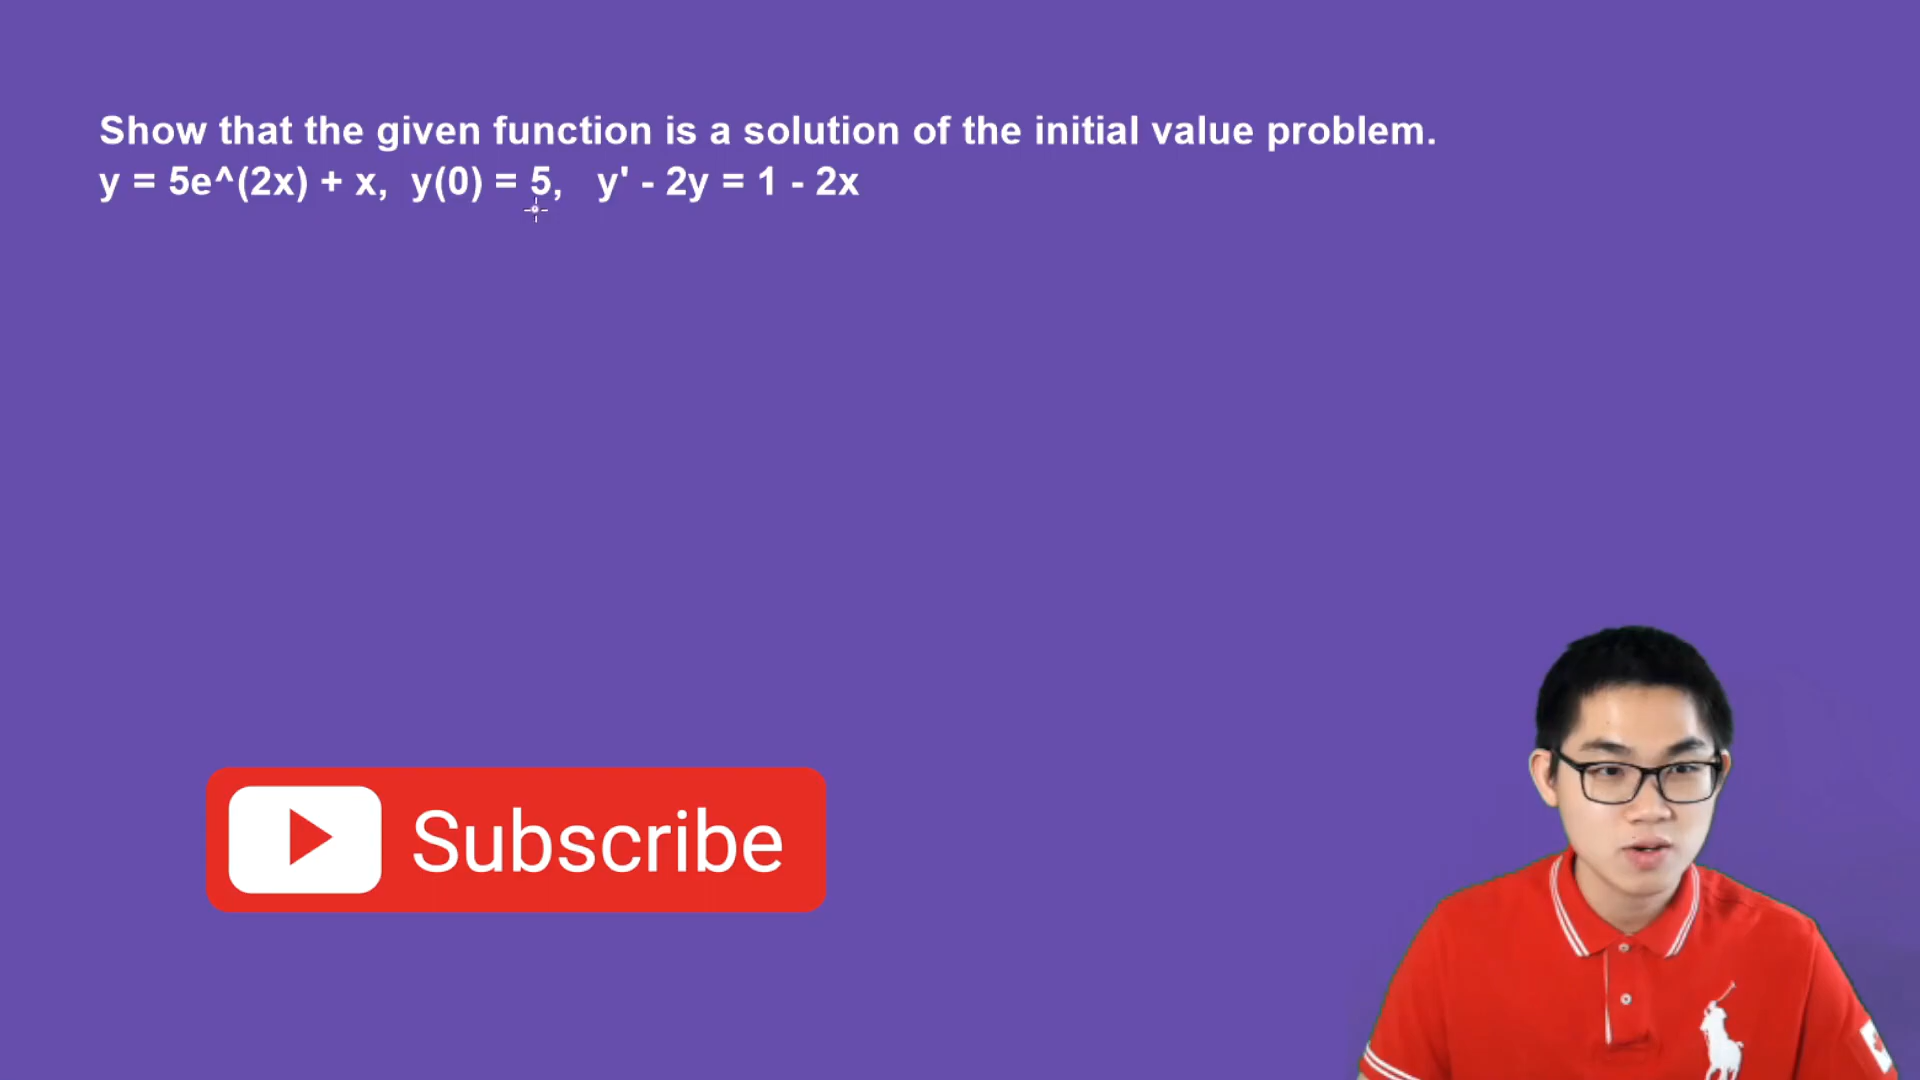 Show that the given function is a solution of the initial value problem.
y = 5e^(2x) + x, y(0) = 5, y' - 2y = 1 - 2x
Subscribe